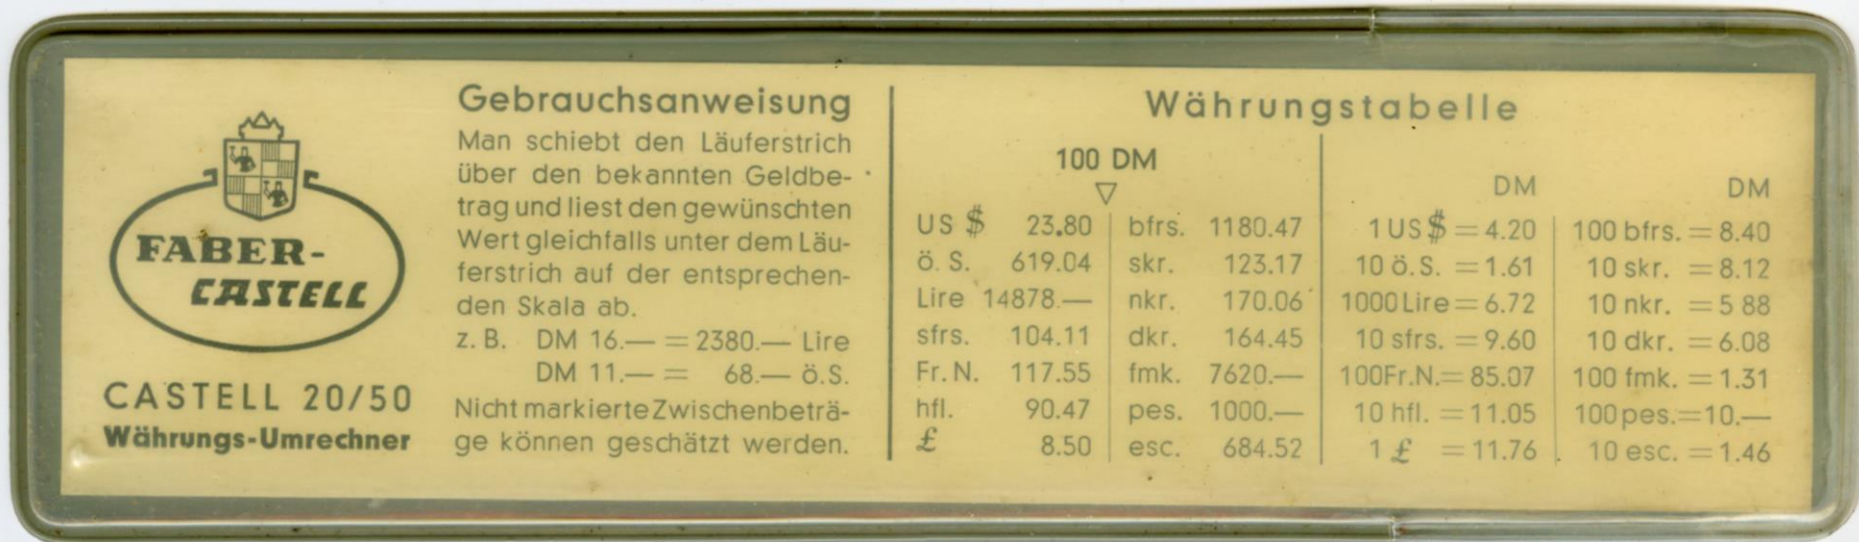 FABER-
CASTELL
CASTELL 20/50
Währungs-Umrechner
Gebrauchsanweisung
Man schiebt den Läuferstrich
über den bekannten Geldbe-
trag und liest den gewünschten
Wert gleichfalls unter dem Läu-
ferstrich auf der entsprechen-
den Skala ab.
z. B. DM 16.— = 2380.— Lire
DM 11.— = 68.— ö.S.
Nicht markierte Zwischenbeträ-
ge können geschätzt werden.
Währungstabelle
100 DM
▽
US $ 23.80 bfrs. 1180.47
ö. S. 619.04 skr. 123.17
Lire 14878.— nkr. 170.06
sfrs. 104.11 dkr. 164.45
Fr. N. 117.55 fmk. 7620.—
hfl. 90.47 pes. 1000.—
£ 8.50 esc. 684.52
DM DM
1 US $ = 4.20 100 bfrs. = 8.40
10 ö.S. = 1.61 10 skr. = 8.12
1000 Lire = 6.72 10 nkr. = 5 88
10 sfrs. = 9.60 10 dkr. = 6.08
100 Fr.N. = 85.07 100 fmk. = 1.31
10 hfl. = 11.05 100 pes. = 10.—
1 £ = 11.76 10 esc. = 1.46